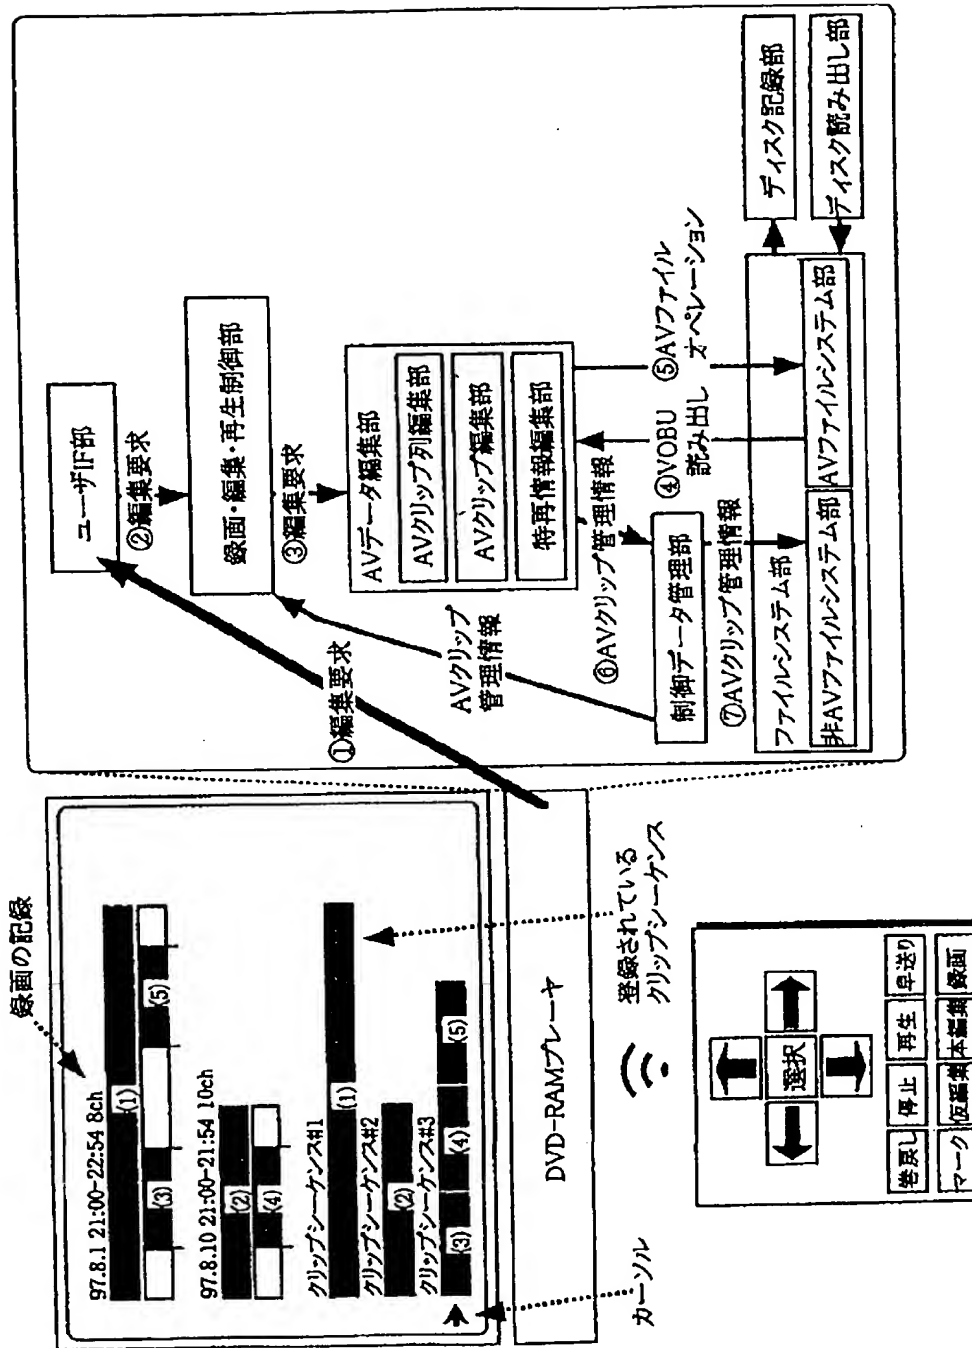 録画の記録
97.8.1 21:00-22:54 8ch
(1)
(3)
(5)
97.8.10 21:00-21:54 10ch
(2)
(4)
クリップシーケンス#1
(1)
クリップシーケンス#2
(2)
クリップシーケンス#3
(3)
(4)
(5)
カーソル
DVD-RAMプレーヤ
登録されている
クリップシーケンス
選択
巻戻し
停止
再生
早送り
マーク
仮編集
本編集
録画
ユーザIF部
①編集要求
②編集要求
録画・編集・再生制御部
③編集要求
AVクリップ
管理情報
AVデータ編集部
AVクリップ列編集部
AVクリップ編集部
特再情報編集部
④VOBU
読み出し
⑤AVファイル
オペレーション
⑥AVクリップ管理情報
制御データ管理部
⑦AVクリップ管理情報
ファイルシステム部
非AVファイルシステム部
AVファイルシステム部
ディスク記録部
ディスク読み出し部